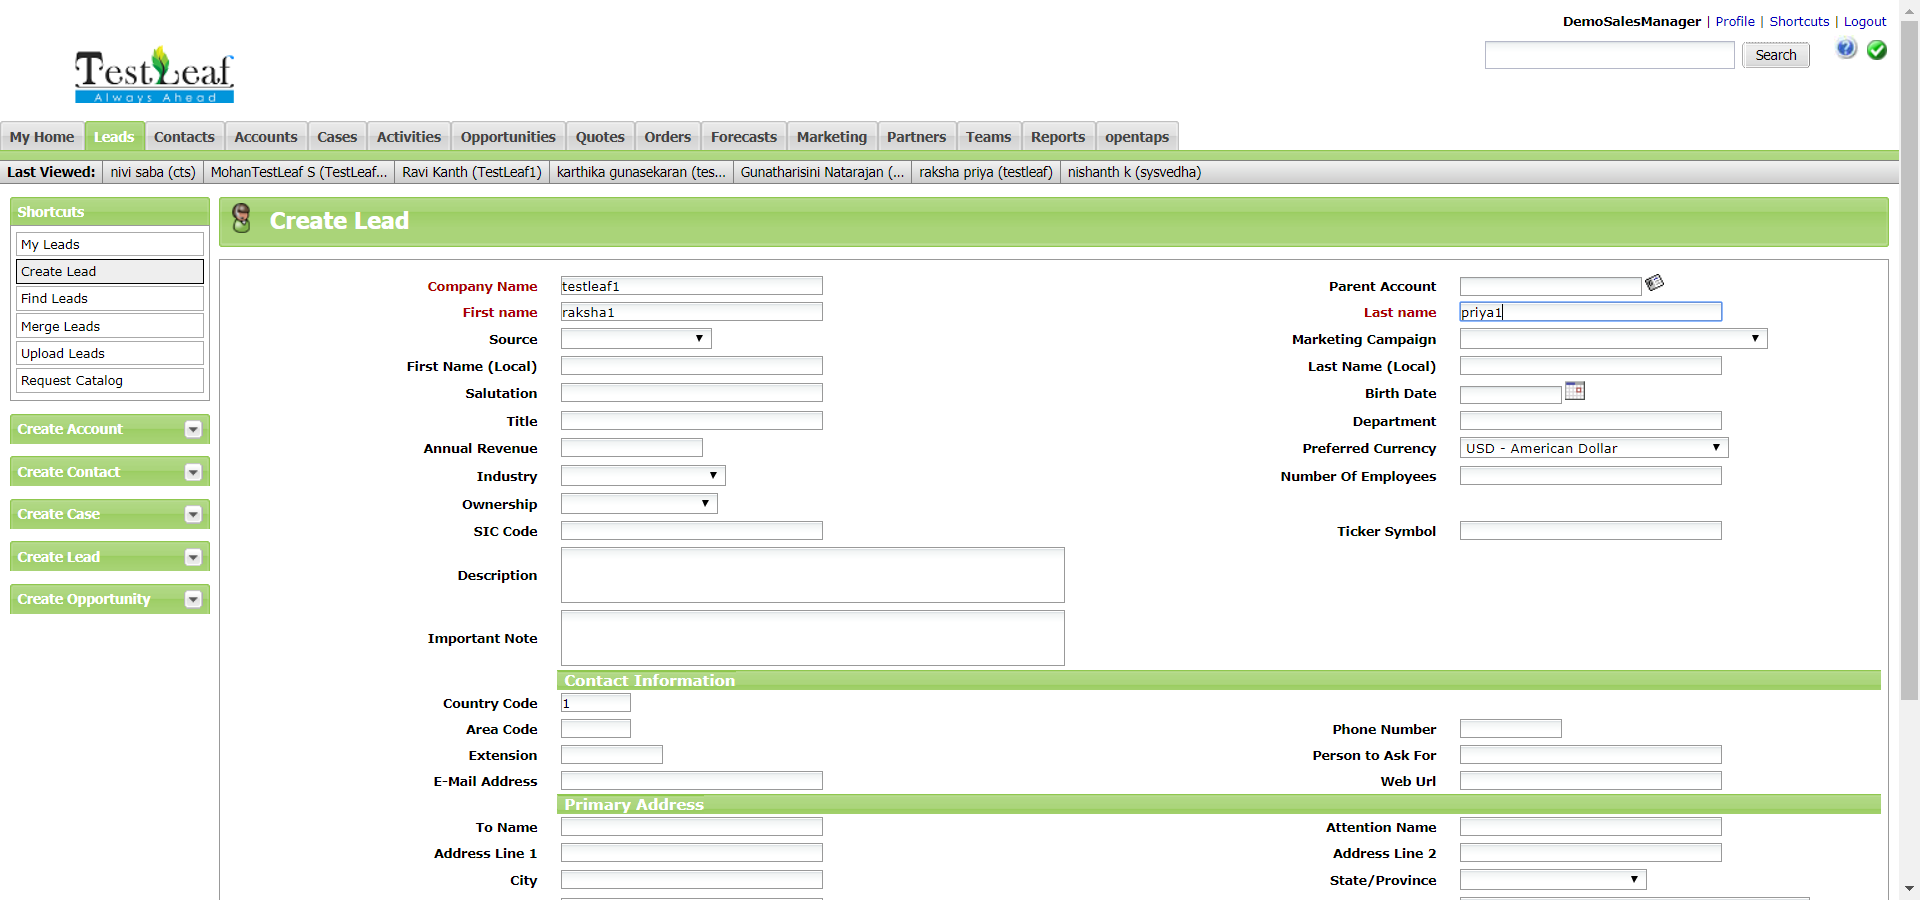 DemoSalesManager | Profile | Shortcuts | Logout
TestLeaf
Always Ahead
Search
My Home Leads Contacts Accounts Cases Activities Opportunities Quotes Orders Forecasts Marketing Partners Teams Reports opentaps
Last Viewed: nivi saba (cts) MohanTestLeaf S (TestLeaf... Ravi Kanth (TestLeaf1) karthika gunasekaran (tes... Gunatharisini Natarajan (... raksha priya (testleaf) nishanth k (sysvedha)
Shortcuts
My Leads
Create Lead
Find Leads
Merge Leads
Upload Leads
Request Catalog
Create Account
Create Contact
Create Case
Create Lead
Create Opportunity
Create Lead
Company Name testleaf1 Parent Account
First name raksha1 Last name priya1
Source Marketing Campaign
First Name (Local) Last Name (Local)
Salutation Birth Date
Title Department
Annual Revenue Preferred Currency USD - American Dollar
Industry Number Of Employees
Ownership
SIC Code Ticker Symbol
Description
Important Note
Contact Information
Country Code 1
Area Code Phone Number
Extension Person to Ask For
E-Mail Address Web Url
Primary Address
To Name Attention Name
Address Line 1 Address Line 2
City State/Province